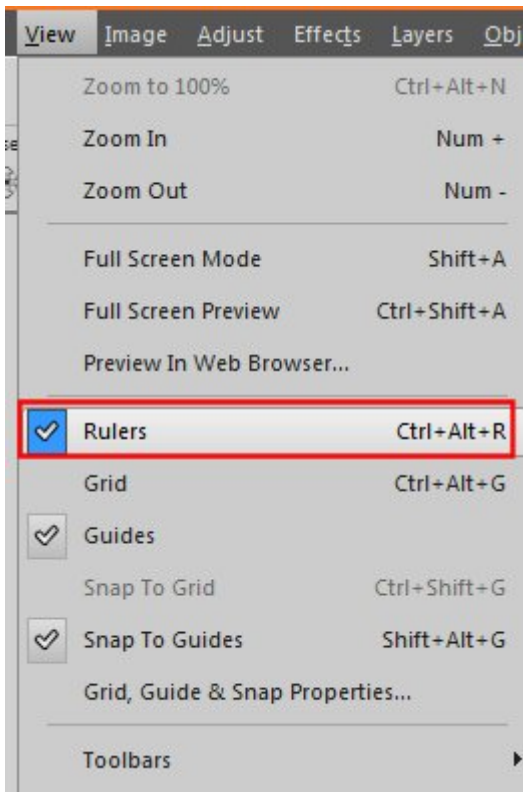 View Image Adjust Effects Layers Obj
Zoom to 100% Ctrl+Alt+N
se
Zoom In Num +
Zoom Out Num -
Full Screen Mode Shift+A
Full Screen Preview Ctrl+Shift+A
Preview In Web Browser...
Rulers Ctrl+Alt+R
Grid Ctrl+Alt+G
Guides
Snap To Grid Ctrl+Shift+G
Snap To Guides Shift+Alt+G
Grid, Guide & Snap Properties...
Toolbars